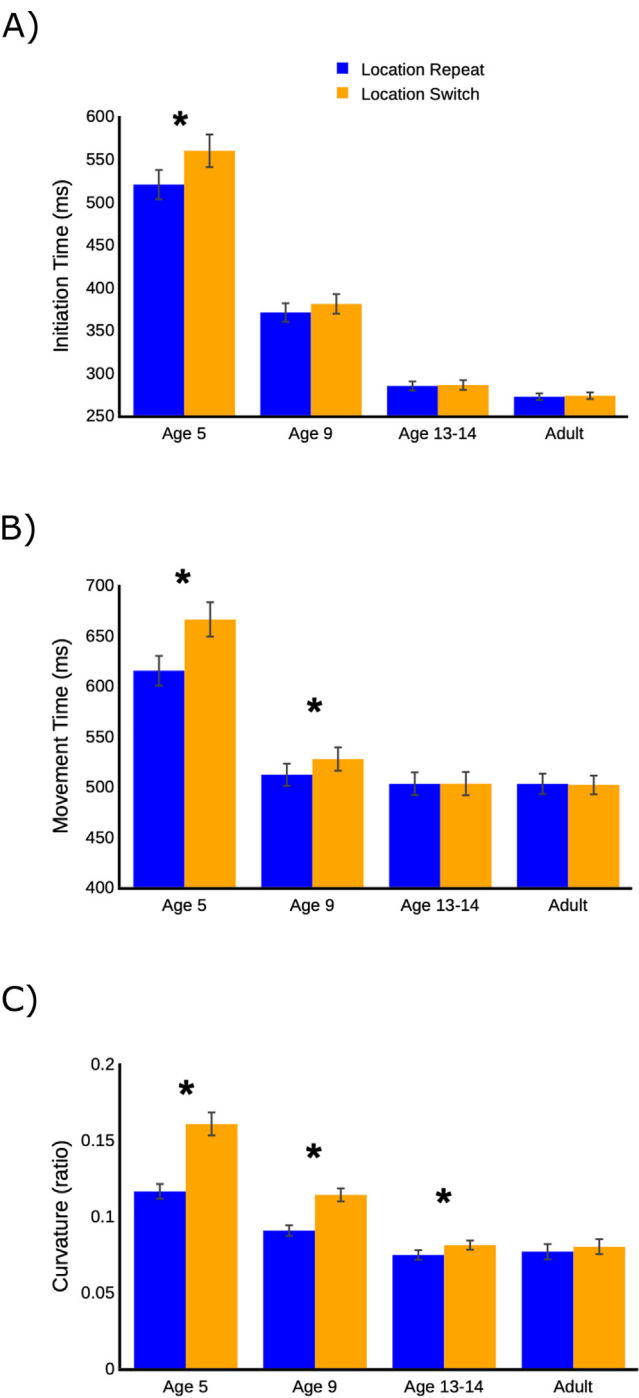 A)
Location Repeat
Location Switch
*
600
550
500
450
400
350
300
250
Initiation Time (ms)
Age 5 Age 9 Age 13-14 Adult
B)
*
*
700
650
600
550
500
450
400
Movement Time (ms)
Age 5 Age 9 Age 13-14 Adult
C)
*
*
*
0.2
0.15
0.1
0.05
0
Curvature (ratio)
Age 5 Age 9 Age 13-14 Adult